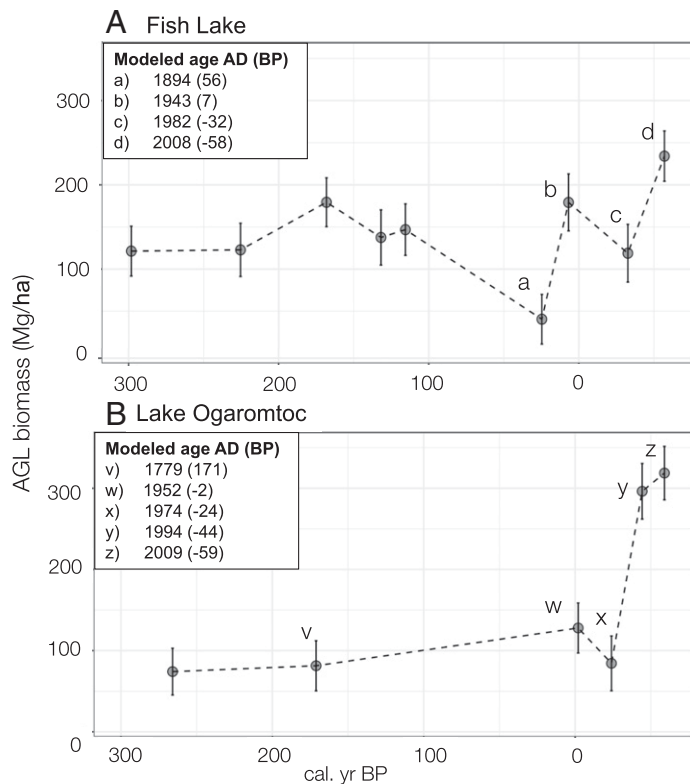 A Fish Lake
Modeled age AD (BP)
a) 1894 (56)
b) 1943 (7)
c) 1982 (-32)
d) 2008 (-58)
300
200
100
0
a
b
c
d
300 200 100 0
AGL biomass (Mg/ha)
B Lake Ogaromtoc
Modeled age AD (BP)
v) 1779 (171)
w) 1952 (-2)
x) 1974 (-24)
y) 1994 (-44)
z) 2009 (-59)
300
200
100
0
v
w
x
y
z
300 200 100 0
cal. yr BP